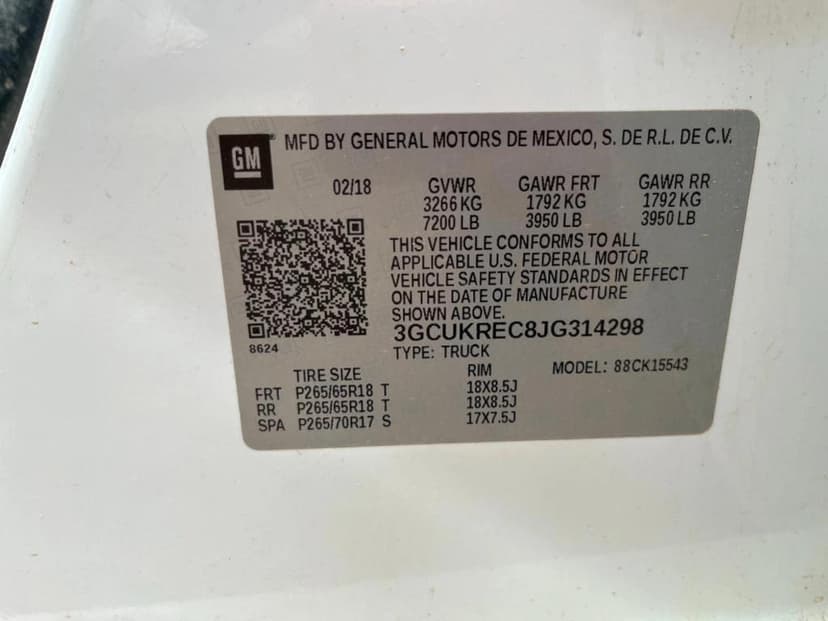 GM MFD BY GENERAL MOTORS DE MEXICO, S. DE R.L. DE C.V.
02/18 GVWR GAWR FRT GAWR RR
3266 KG 1792 KG 1792 KG
7200 LB 3950 LB 3950 LB
THIS VEHICLE CONFORMS TO ALL
APPLICABLE U.S. FEDERAL MOTOR
VEHICLE SAFETY STANDARDS IN EFFECT
ON THE DATE OF MANUFACTURE
SHOWN ABOVE.
3GCUKREC8JG314298
8624
TYPE: TRUCK
MODEL: 88CK15543
TIRE SIZE RIM
FRT P265/65R18 T 18X8.5J
RR P265/65R18 T 18X8.5J
SPA P265/70R17 S 17X7.5J